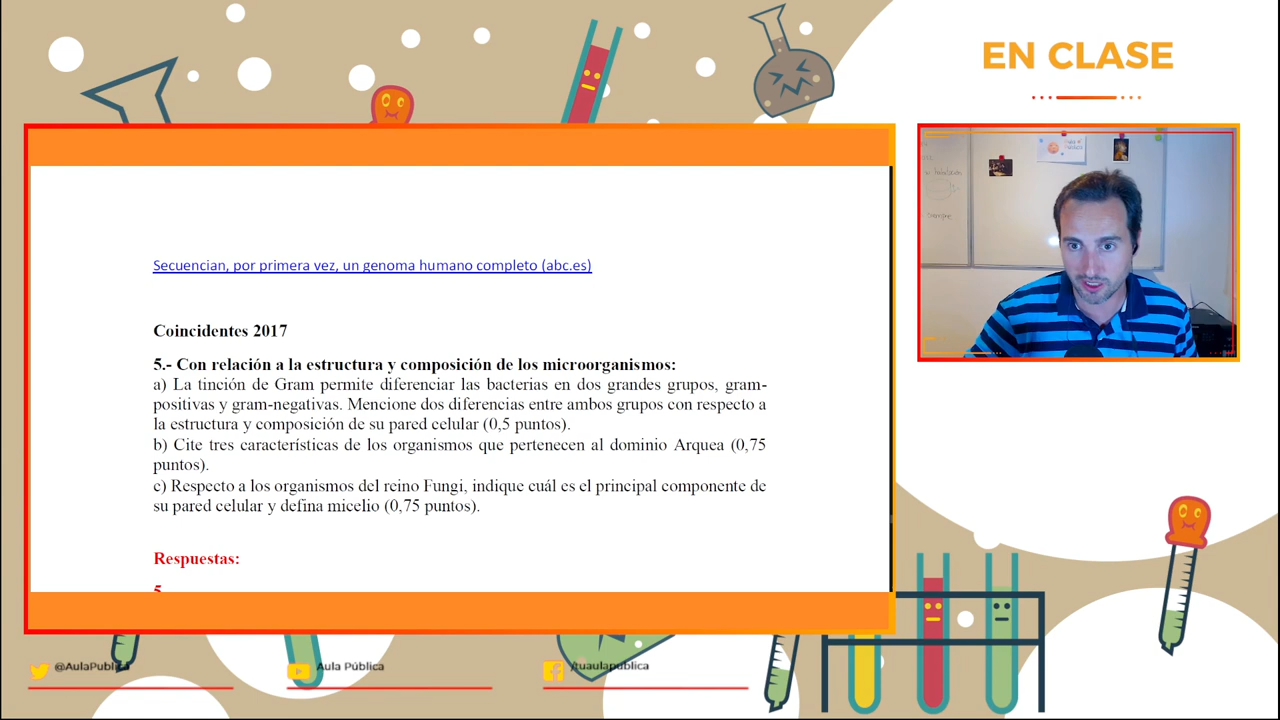 EN CLASE
Secuencian, por primera vez, un genoma humano completo (abc.es)
Coincidentes 2017
5.- Con relación a la estructura y composición de los microorganismos:
a) La tinción de Gram permite diferenciar las bacterias en dos grandes grupos, gram-
positivas y gram-negativas. Mencione dos diferencias entre ambos grupos con respecto a
la estructura y composición de su pared celular (0,5 puntos).
b) Cite tres características de los organismos que pertenecen al dominio Arquea (0,75
puntos).
c) Respecto a los organismos del reino Fungi, indique cuál es el principal componente de
su pared celular y defina micelio (0,75 puntos).
Respuestas:
5
@AulaPublica
Aula Pública
/tuaulapublica